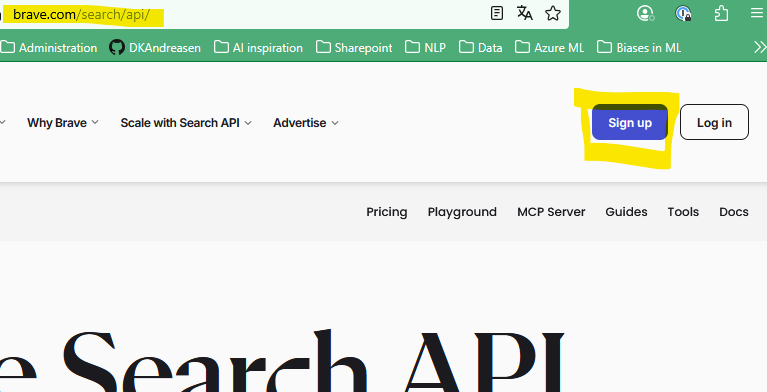 brave.com/search/api/
Administration DKAndreasen AI inspiration Sharepoint NLP Data Azure ML Biases in ML
Why Brave Scale with Search API Advertise Sign up Log in
Pricing Playground MCP Server Guides Tools Docs
e Search API